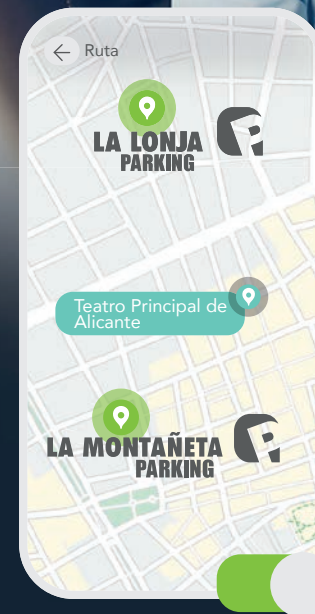 Ruta
LA LONJA
PARKING
Teatro Principal de
Alicante
LA MONTAÑETA
PARKING